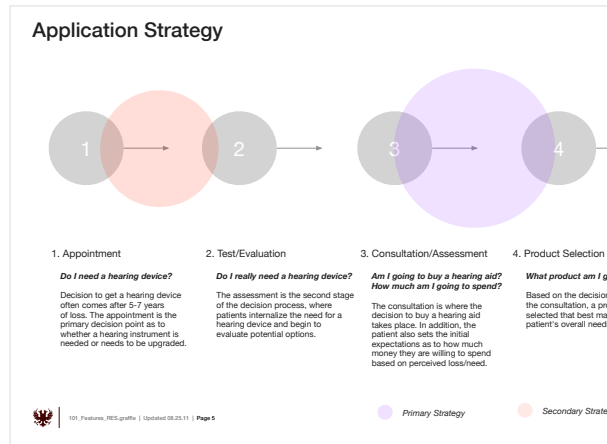 Application Strategy
1
2
3
4
1. Appointment
Do I need a hearing device?
Decision to get a hearing device
often comes after 5-7 years
of loss. The appointment is the
primary decision point as to
whether a hearing instrument is
needed or needs to be upgraded.
2. Test/Evaluation
Do I really need a hearing device?
The assessment is the second stage
of the decision process, where
patients internalize the need for a
hearing device and begin to
evaluate potential options.
3. Consultation/Assessment
Am I going to buy a hearing aid?
How much am I going to spend?
The consultation is where the
decision to buy a hearing aid
takes place. In addition, the
patient also sets the initial
expectations as to how much
money they are willing to spend
based on perceived loss/need.
4. Product Selection
What product am I g
Based on the decision
the consultation, a pro
selected that best ma
patient's overall need
101_Features_RES.graffle | Updated 08.25.11 | Page 5
Primary Strategy
Secondary Strate